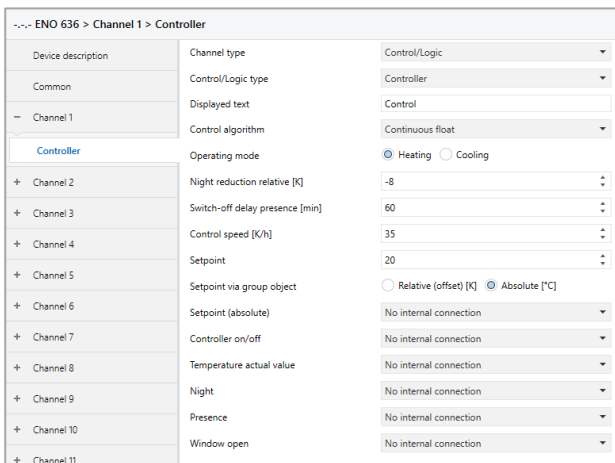 -.-.- ENO 636 > Channel 1 > Controller
Device description
Common
− Channel 1
Controller
+ Channel 2
+ Channel 3
+ Channel 4
+ Channel 5
+ Channel 6
+ Channel 7
+ Channel 8
+ Channel 9
+ Channel 10
+ Channel 11
Channel type Control/Logic
Control/Logic type Controller
Displayed text Control
Control algorithm Continuous float
Operating mode Heating Cooling
Night reduction relative [K] -8
Switch-off delay presence [min] 60
Control speed [K/h] 35
Setpoint 20
Setpoint via group object Relative (offset) [K] Absolute [°C]
Setpoint (absolute) No internal connection
Controller on/off No internal connection
Temperature actual value No internal connection
Night No internal connection
Presence No internal connection
Window open No internal connection